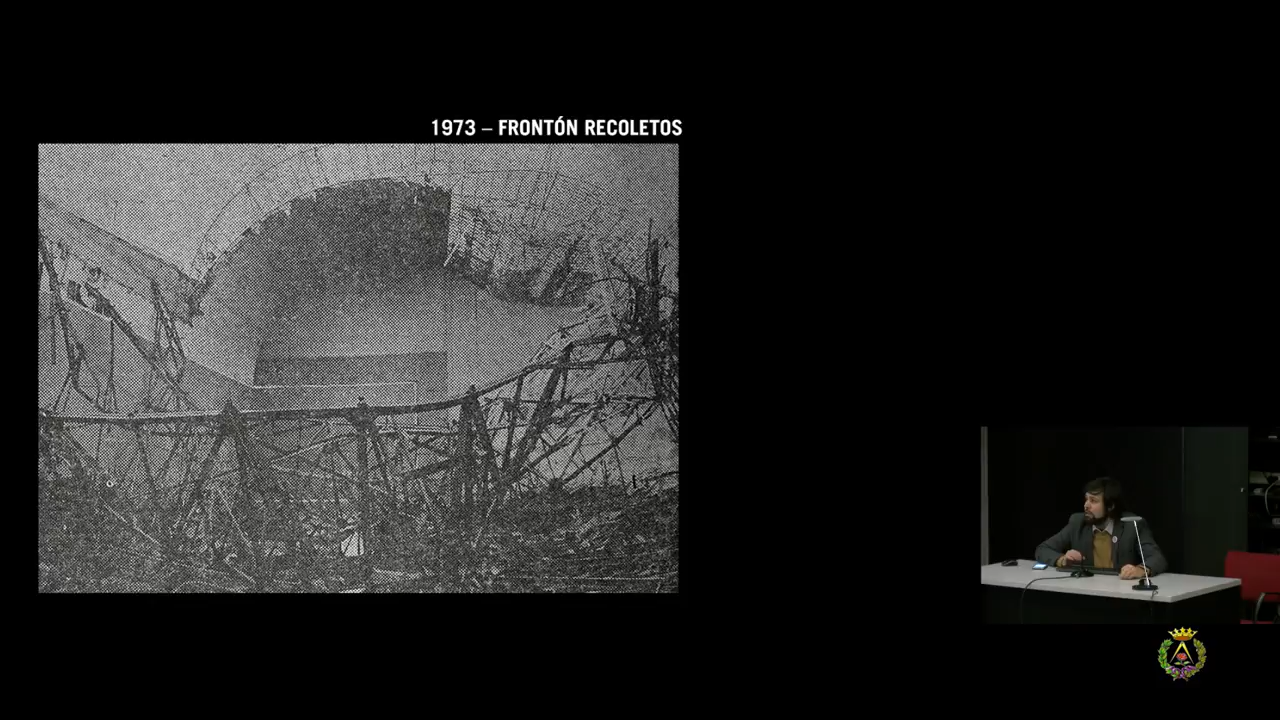 1973 – FRONTÓN RECOLETOS